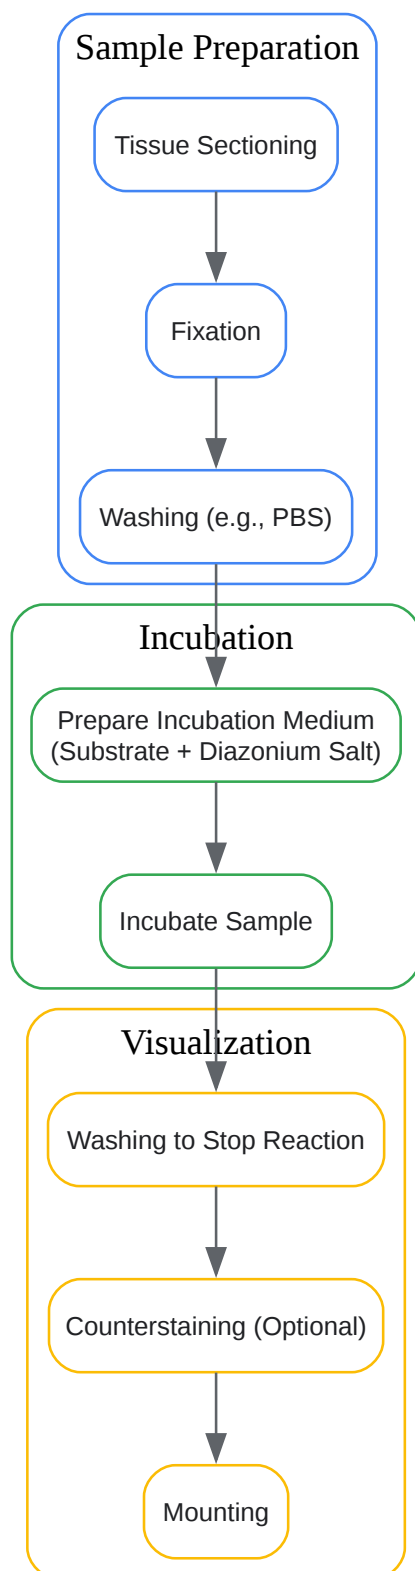 Sample Preparation
Tissue Sectioning
Fixation
Washing (e.g., PBS)
Incubation
Prepare Incubation Medium
(Substrate + Diazonium Salt)
Incubate Sample
Visualization
Washing to Stop Reaction
Counterstaining (Optional)
Mounting